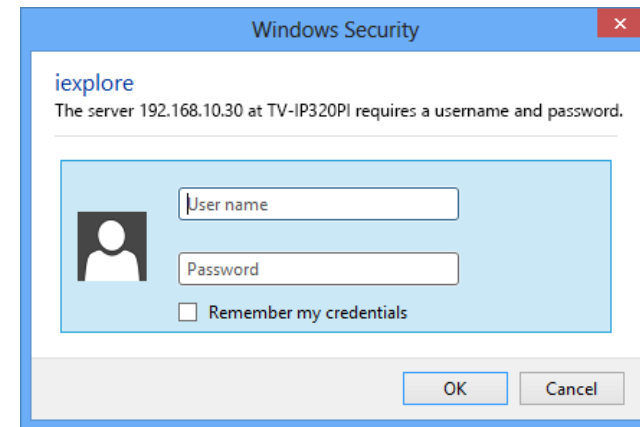 Windows Security
iexplore
The server 192.168.10.30 at TV-IP320PI requires a username and password.
User name
Password
Remember my credentials
OK
Cancel